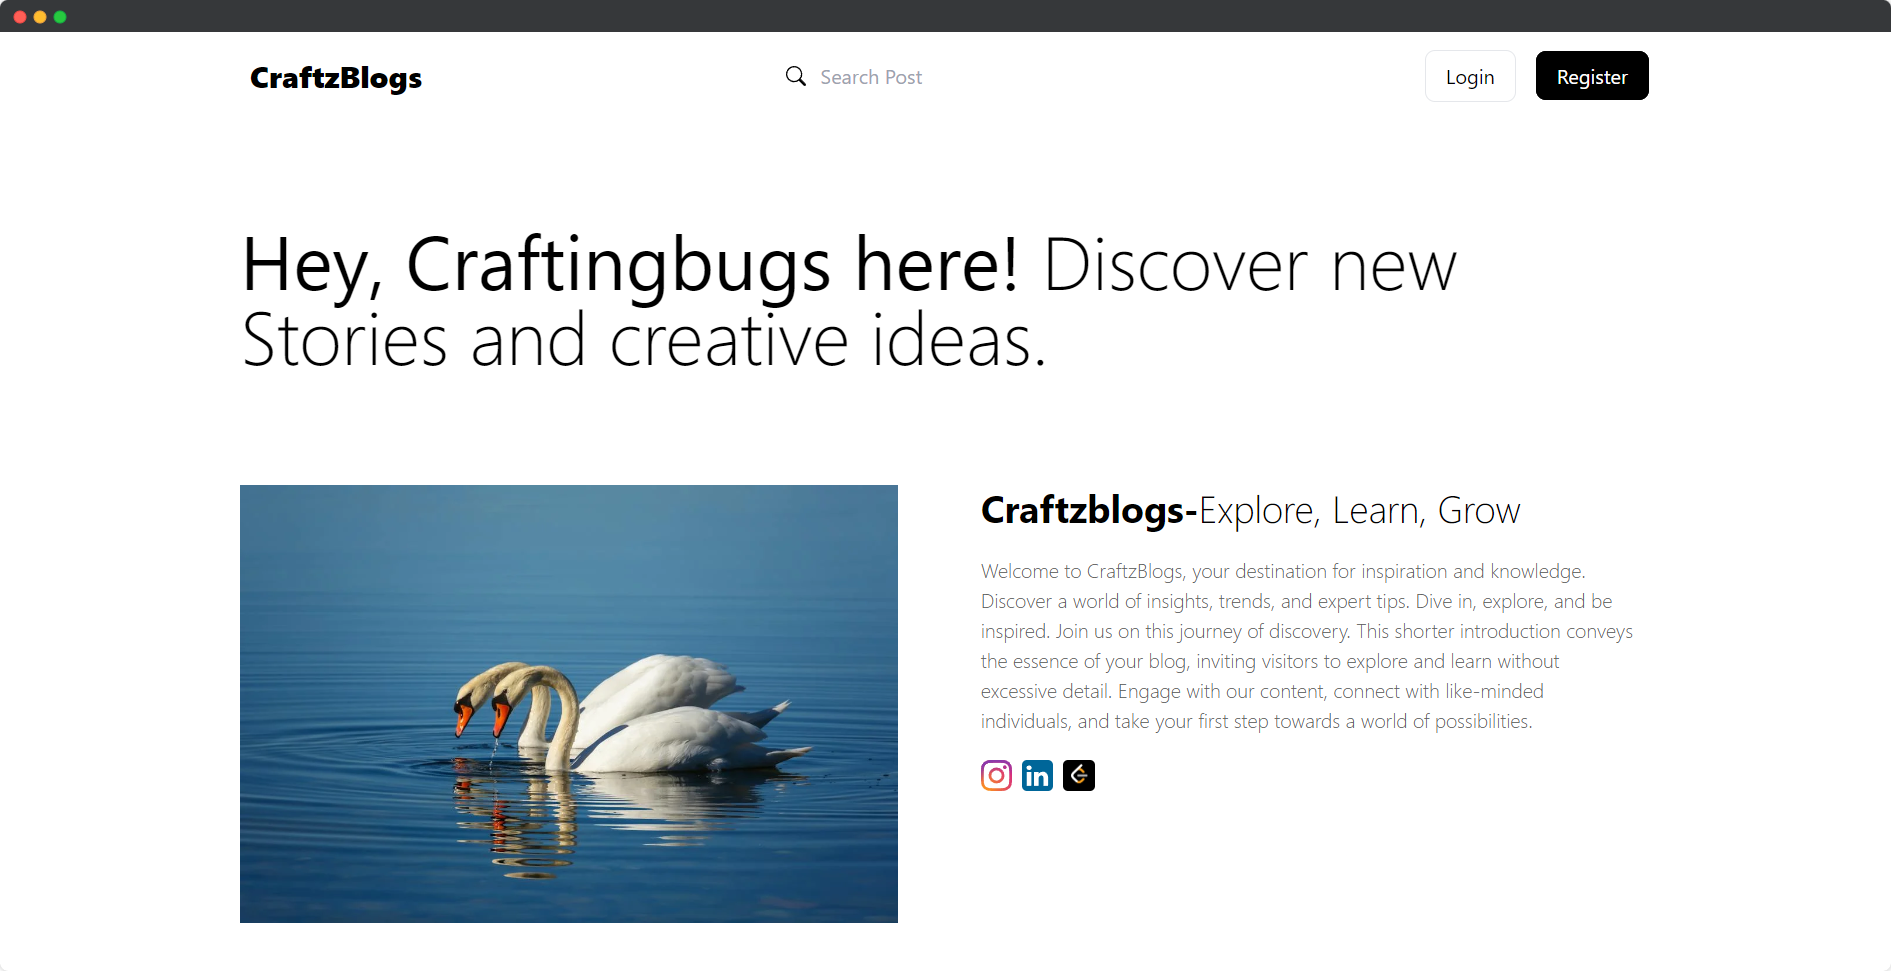 CraftzBlogs
Search Post
Login
Register
Hey, Craftingbugs here! Discover new
Stories and creative ideas.
Craftzblogs-Explore, Learn, Grow
Welcome to CraftzBlogs, your destination for inspiration and knowledge.
Discover a world of insights, trends, and expert tips. Dive in, explore, and be
inspired. Join us on this journey of discovery. This shorter introduction conveys
the essence of your blog, inviting visitors to explore and learn without
excessive detail. Engage with our content, connect with like-minded
individuals, and take your first step towards a world of possibilities.
in